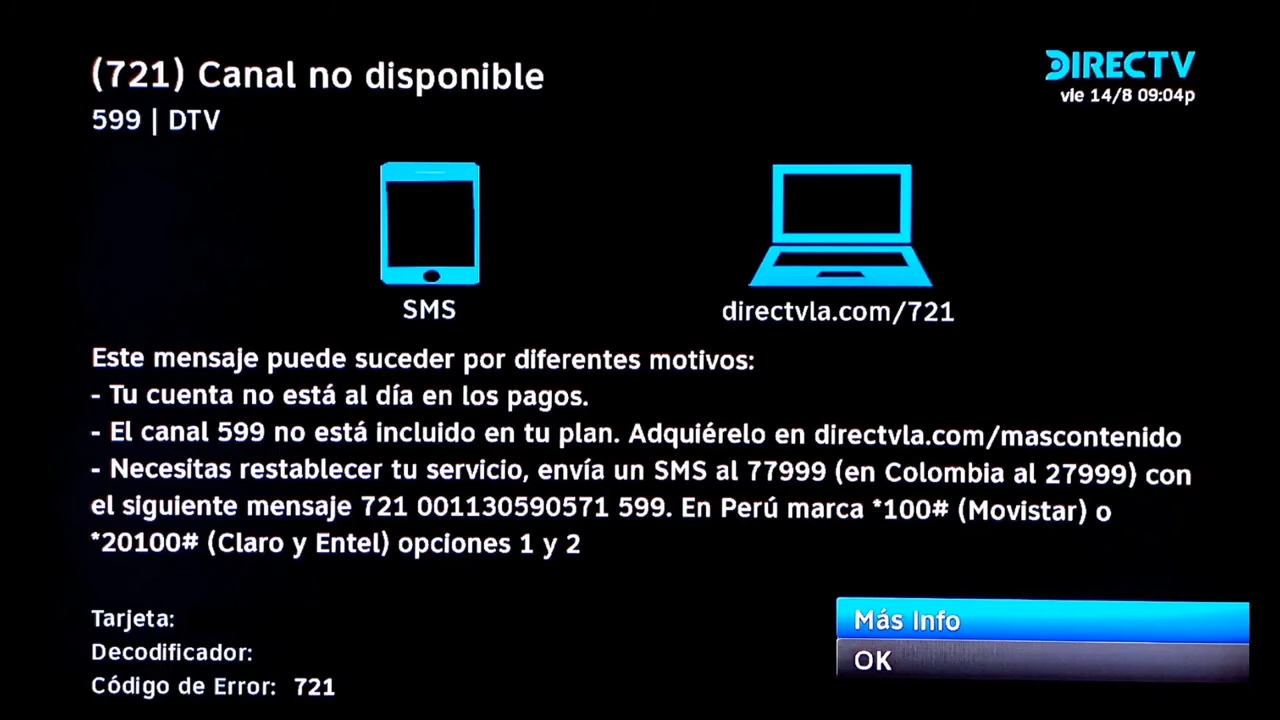 (721) Canal no disponible
DIRECTV
599 | DTV
vie 14/8 09:04p
SMS
directvla.com/721
Este mensaje puede suceder por diferentes motivos:
- Tu cuenta no está al día en los pagos.
- El canal 599 no está incluido en tu plan. Adquiérelo en directvla.com/mascontenido
- Necesitas restablecer tu servicio, envía un SMS al 77999 (en Colombia al 27999) con
el siguiente mensaje 721 001130590571 599. En Perú marca *100# (Movistar) o
*20100# (Claro y Entel) opciones 1 y 2
Tarjeta:
Decodificador:
Código de Error: 721
Más Info
OK